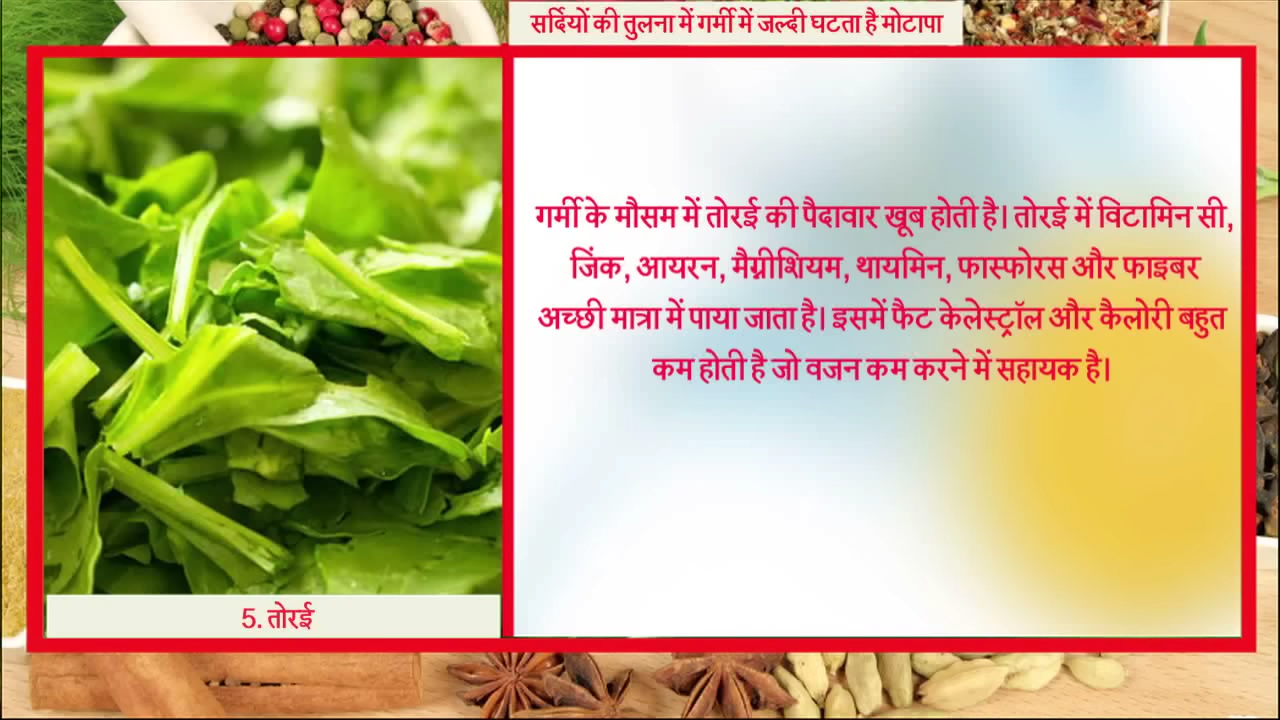 सर्दियों की तुलना में गर्मी में जल्दी घटता है मोटापा
गर्मी के मौसम में तोरई की पैदावार खूब होती है। तोरई में विटामिन सी,
जिंक, आयरन, मैग्नीशियम, थायमिन, फास्फोरस और फाइबर
अच्छी मात्रा में पाया जाता है। इसमें फैट केलेस्ट्रॉल और कैलोरी बहुत
कम होती है जो वजन कम करने में सहायक है।
5. तोरई